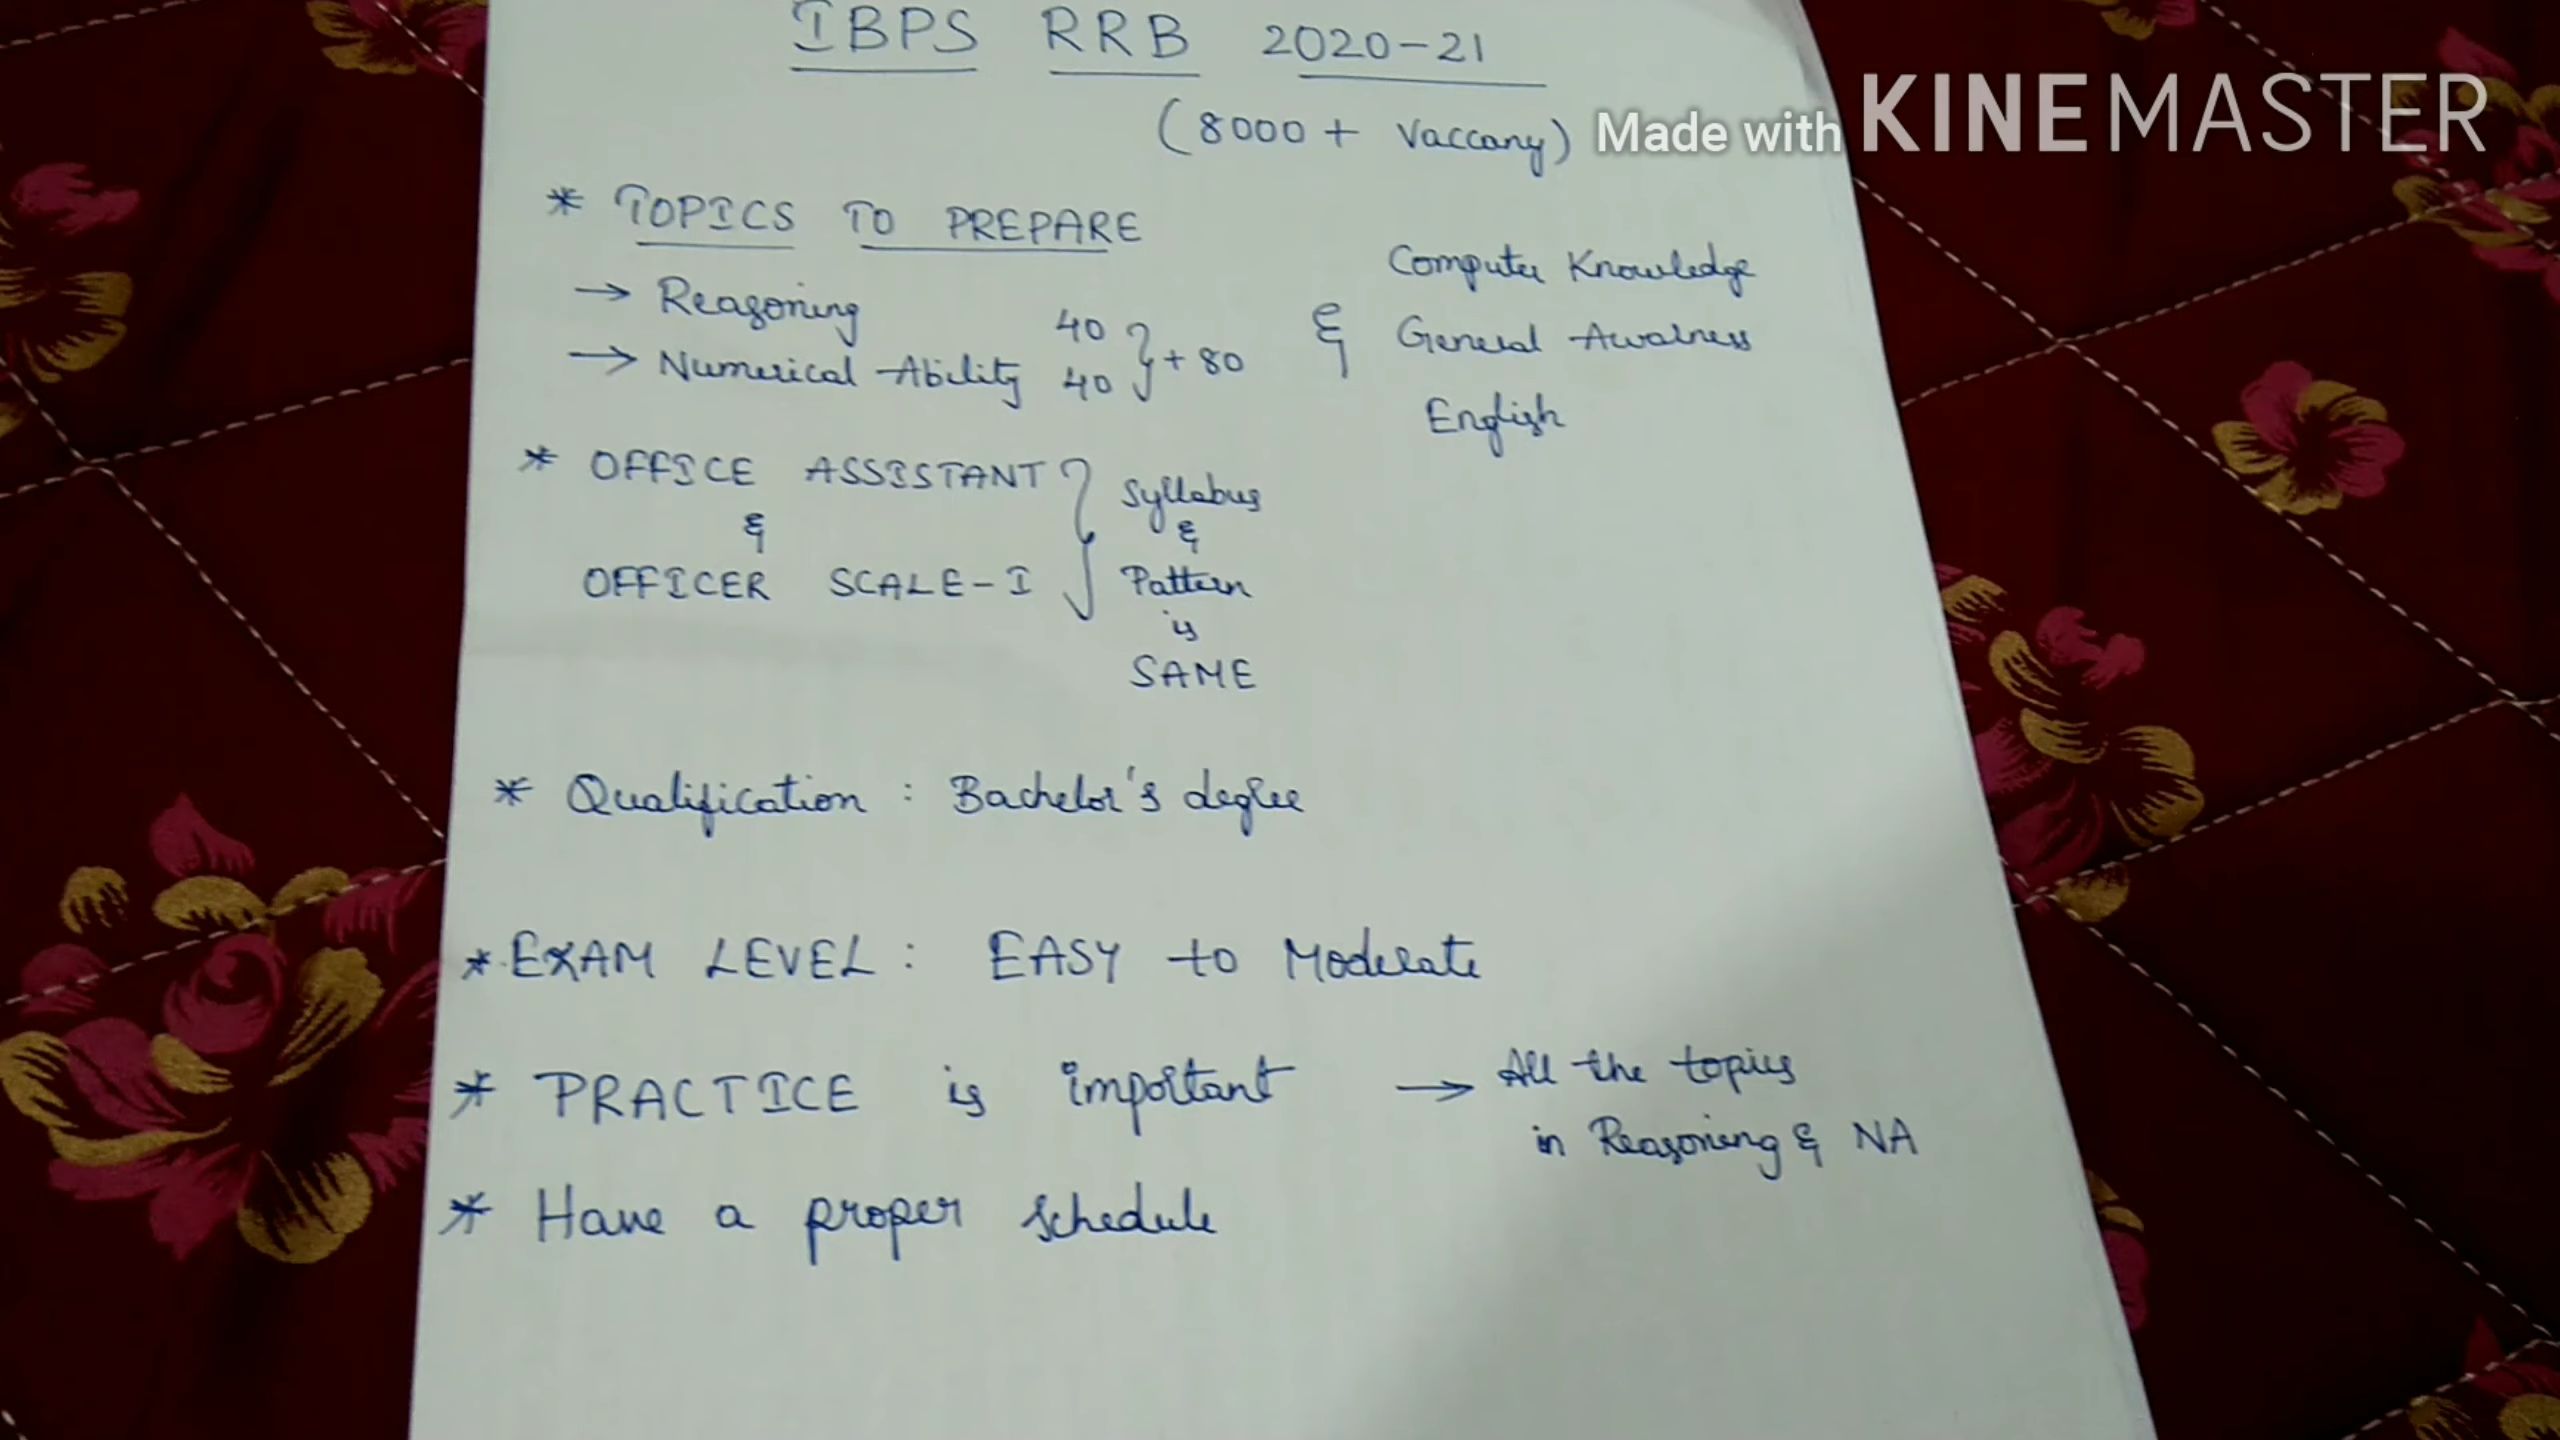 IBPS RRB 2020-21
(8000 + Vaccany)
Made with KINEMASTER
* TOPICS TO PREPARE
→ Reasoning 40
→ Numerical Ability 40 } + 80
& Computer Knowledge
General Awarness
English
* OFFICE ASSISTANT
&
OFFICER SCALE-I
} Syllabus
&
Pattern
is
SAME
* Qualification : Bachelor's degree
* EXAM LEVEL : EASY to Moderate
* PRACTICE is important → All the topics
in Reasoning & NA
* Have a proper schedule